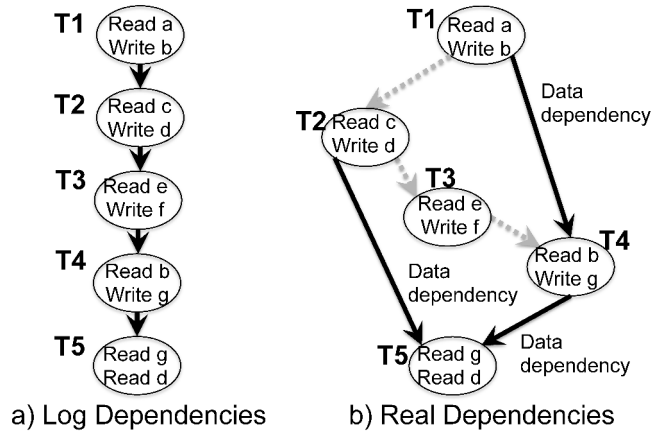 T1
Read a
Write b
T2
Read c
Write d
T3
Read e
Write f
T4
Read b
Write g
T5
Read g
Read d
a) Log Dependencies
T1
Read a
Write b
Data
dependency
T2
Read c
Write d
T3
Read e
Write f
T4
Read b
Write g
Data
dependency
T5
Read g
Read d
Data
dependency
b) Real Dependencies